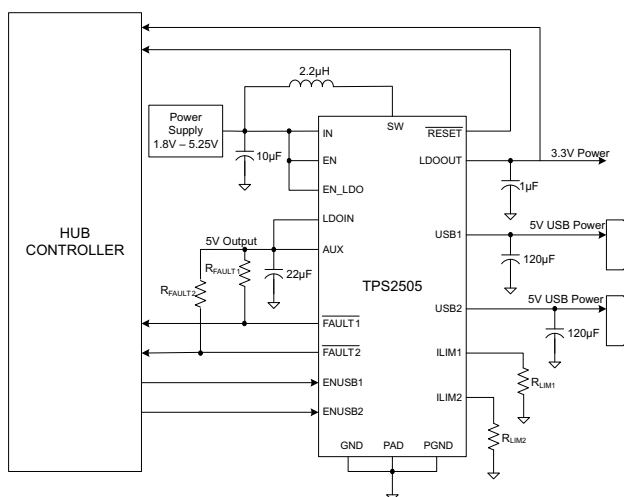 2.2µH
Power
Supply
1.8V – 5.25V
10µF
SW
IN
EN
EN_LDO
LDOIN
AUX
5V Output
RFAULT1
RFAULT2
22µF
HUB
CONTROLLER
TPS2505
FAULT1
FAULT2
ENUSB1
ENUSB2
GND
PAD
PGND
RESET
LDOOUT
3.3V Power
1µF
USB1
5V USB Power
120µF
USB2
5V USB Power
120µF
ILIM1
RLIM1
ILIM2
RLIM2